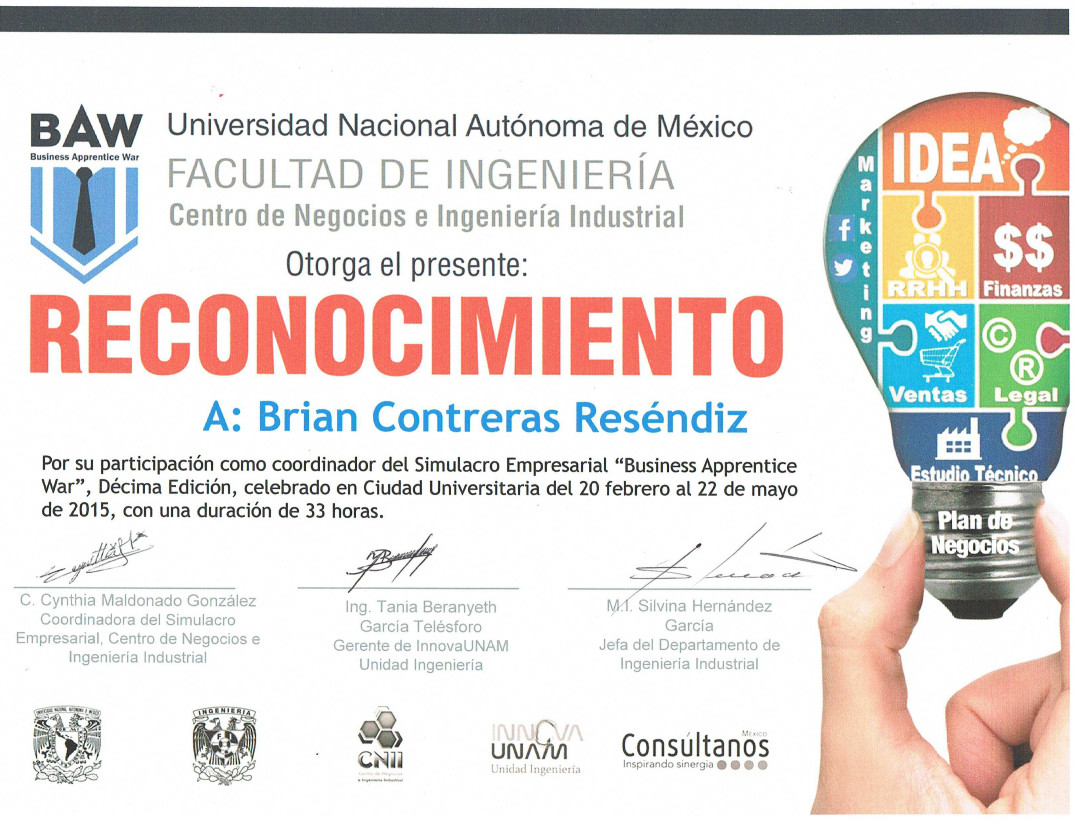 BAW
Business Apprentice War
Universidad Nacional Autónoma de México
FACULTAD DE INGENIERÍA
Centro de Negocios e Ingeniería Industrial
Otorga el presente:
RECONOCIMIENTO
A: Brian Contreras Reséndiz
Por su participación como coordinador del Simulacro Empresarial “Business Apprentice
War”, Décima Edición, celebrado en Ciudad Universitaria del 20 febrero al 22 de mayo
de 2015, con una duración de 33 horas.
C. Cynthia Maldonado González
Coordinadora del Simulacro
Empresarial, Centro de Negocios e
Ingeniería Industrial
Ing. Tania Beranyeth
García Telésforo
Gerente de InnovaUNAM
Unidad Ingeniería
M.I. Silvina Hernández
García
Jefa del Departamento de
Ingeniería Industrial
IDEA
Marketing
RRHH
$$
Finanzas
Ventas
©
®
Legal
Estudio Técnico
Plan de
Negocios
INGENIERIA
CNII
Centro de Negocios
e Ingeniería Industrial
INNOVA
UNAM
Unidad Ingeniería
MÉXICO
Consúltanos
Inspirando sinergia